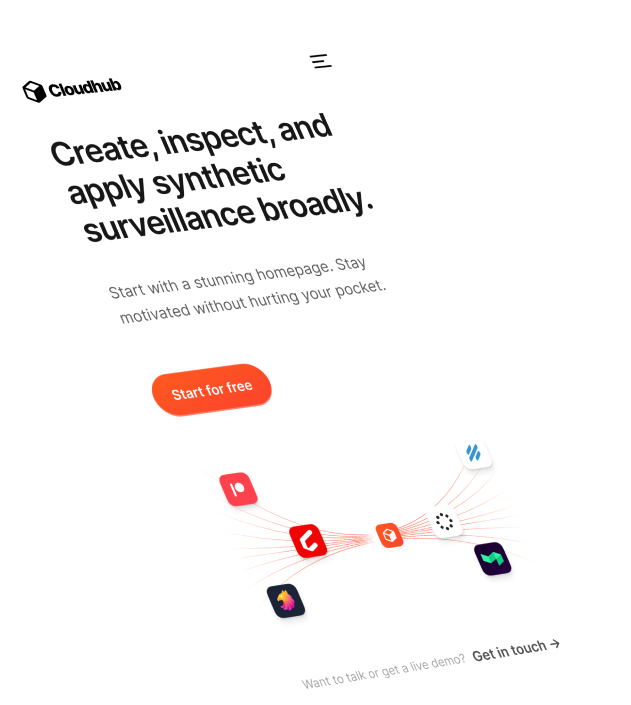 Cloudhub
Create, inspect, and
apply synthetic
surveillance broadly.
Start with a stunning homepage. Stay
motivated without hurting your pocket.
Start for free
Want to talk or get a live demo? Get in touch →